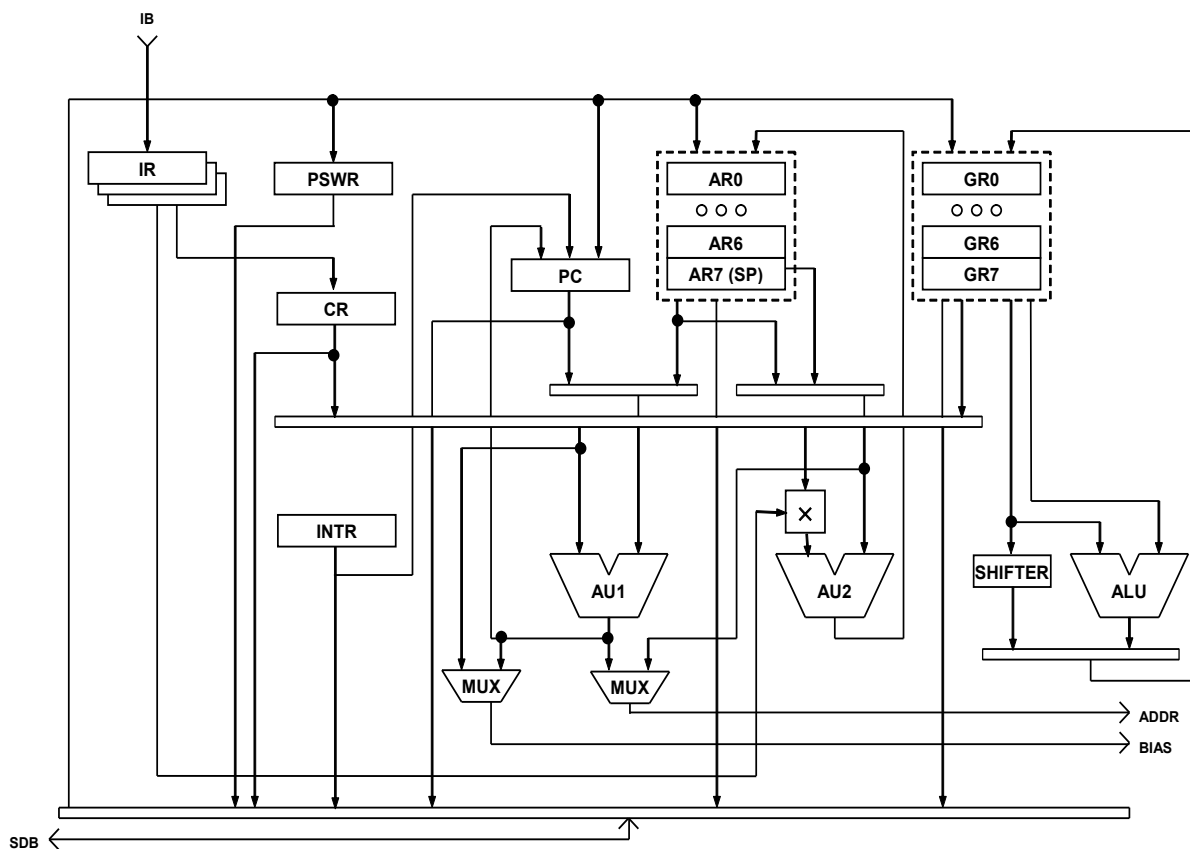 IB
IR
PSWR
AR0
GR0
AR6
GR6
PC
AR7 (SP)
GR7
CR
INTR
×
AU1
AU2
SHIFTER
ALU
MUX
MUX
ADDR
BIAS
SDB